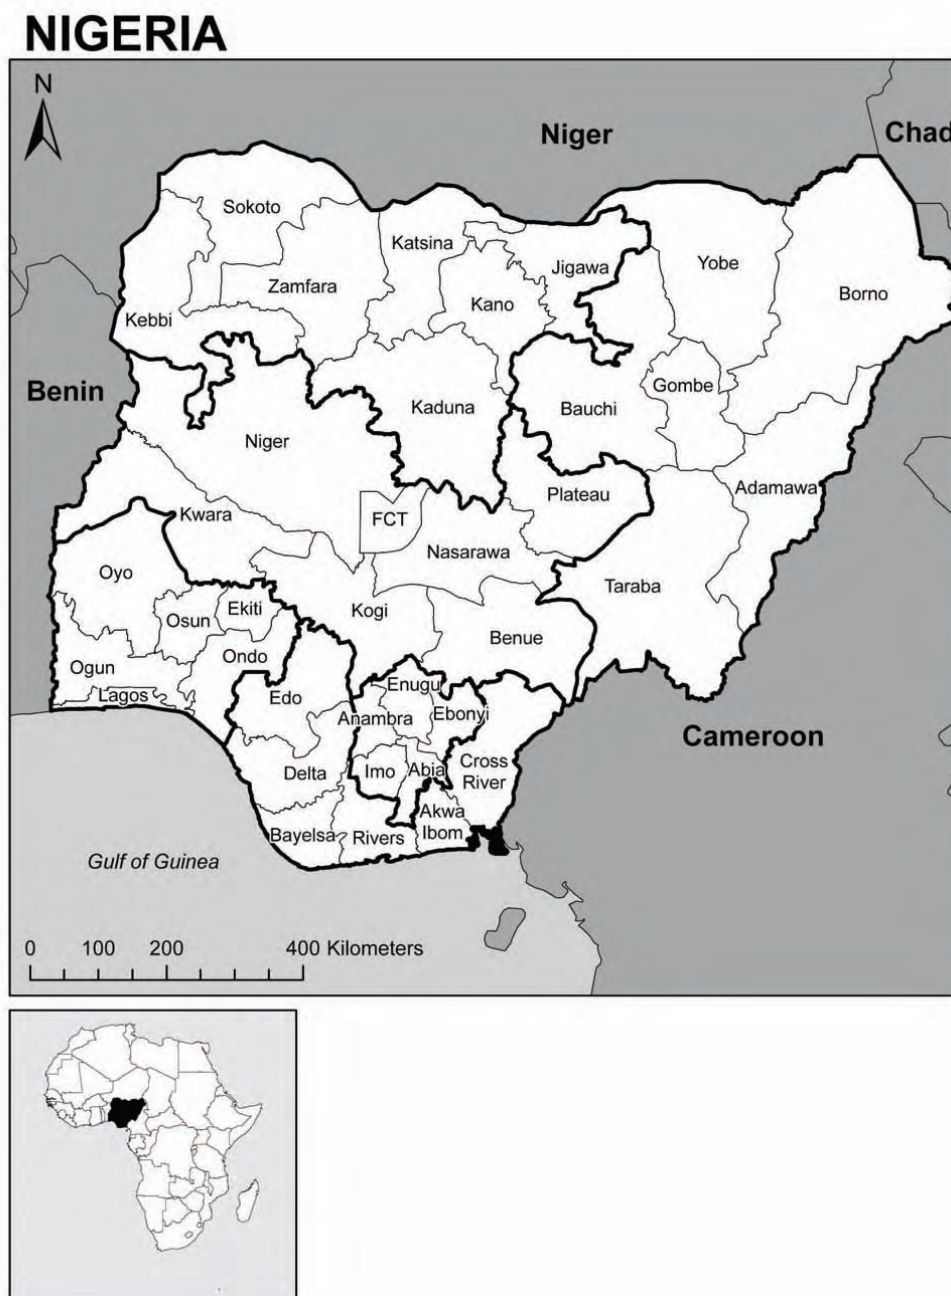 NIGERIA
N
Niger
Chad
Sokoto
Katsina
Jigawa
Yobe
Zamfara
Kano
Borno
Kebbi
Benin
Kaduna
Bauchi
Gombe
Niger
Plateau
Adamawa
Kwara
FCT
Nasarawa
Oyo
Taraba
Osun
Ekiti
Kogi
Benue
Ogun
Ondo
Lagos
Edo
Enugu
Anambra
Ebonyi
Cameroon
Delta
Imo
Abia
Cross
River
Akwa
Ibom
Bayelsa
Rivers
Gulf of Guinea
0 100 200 400 Kilometers